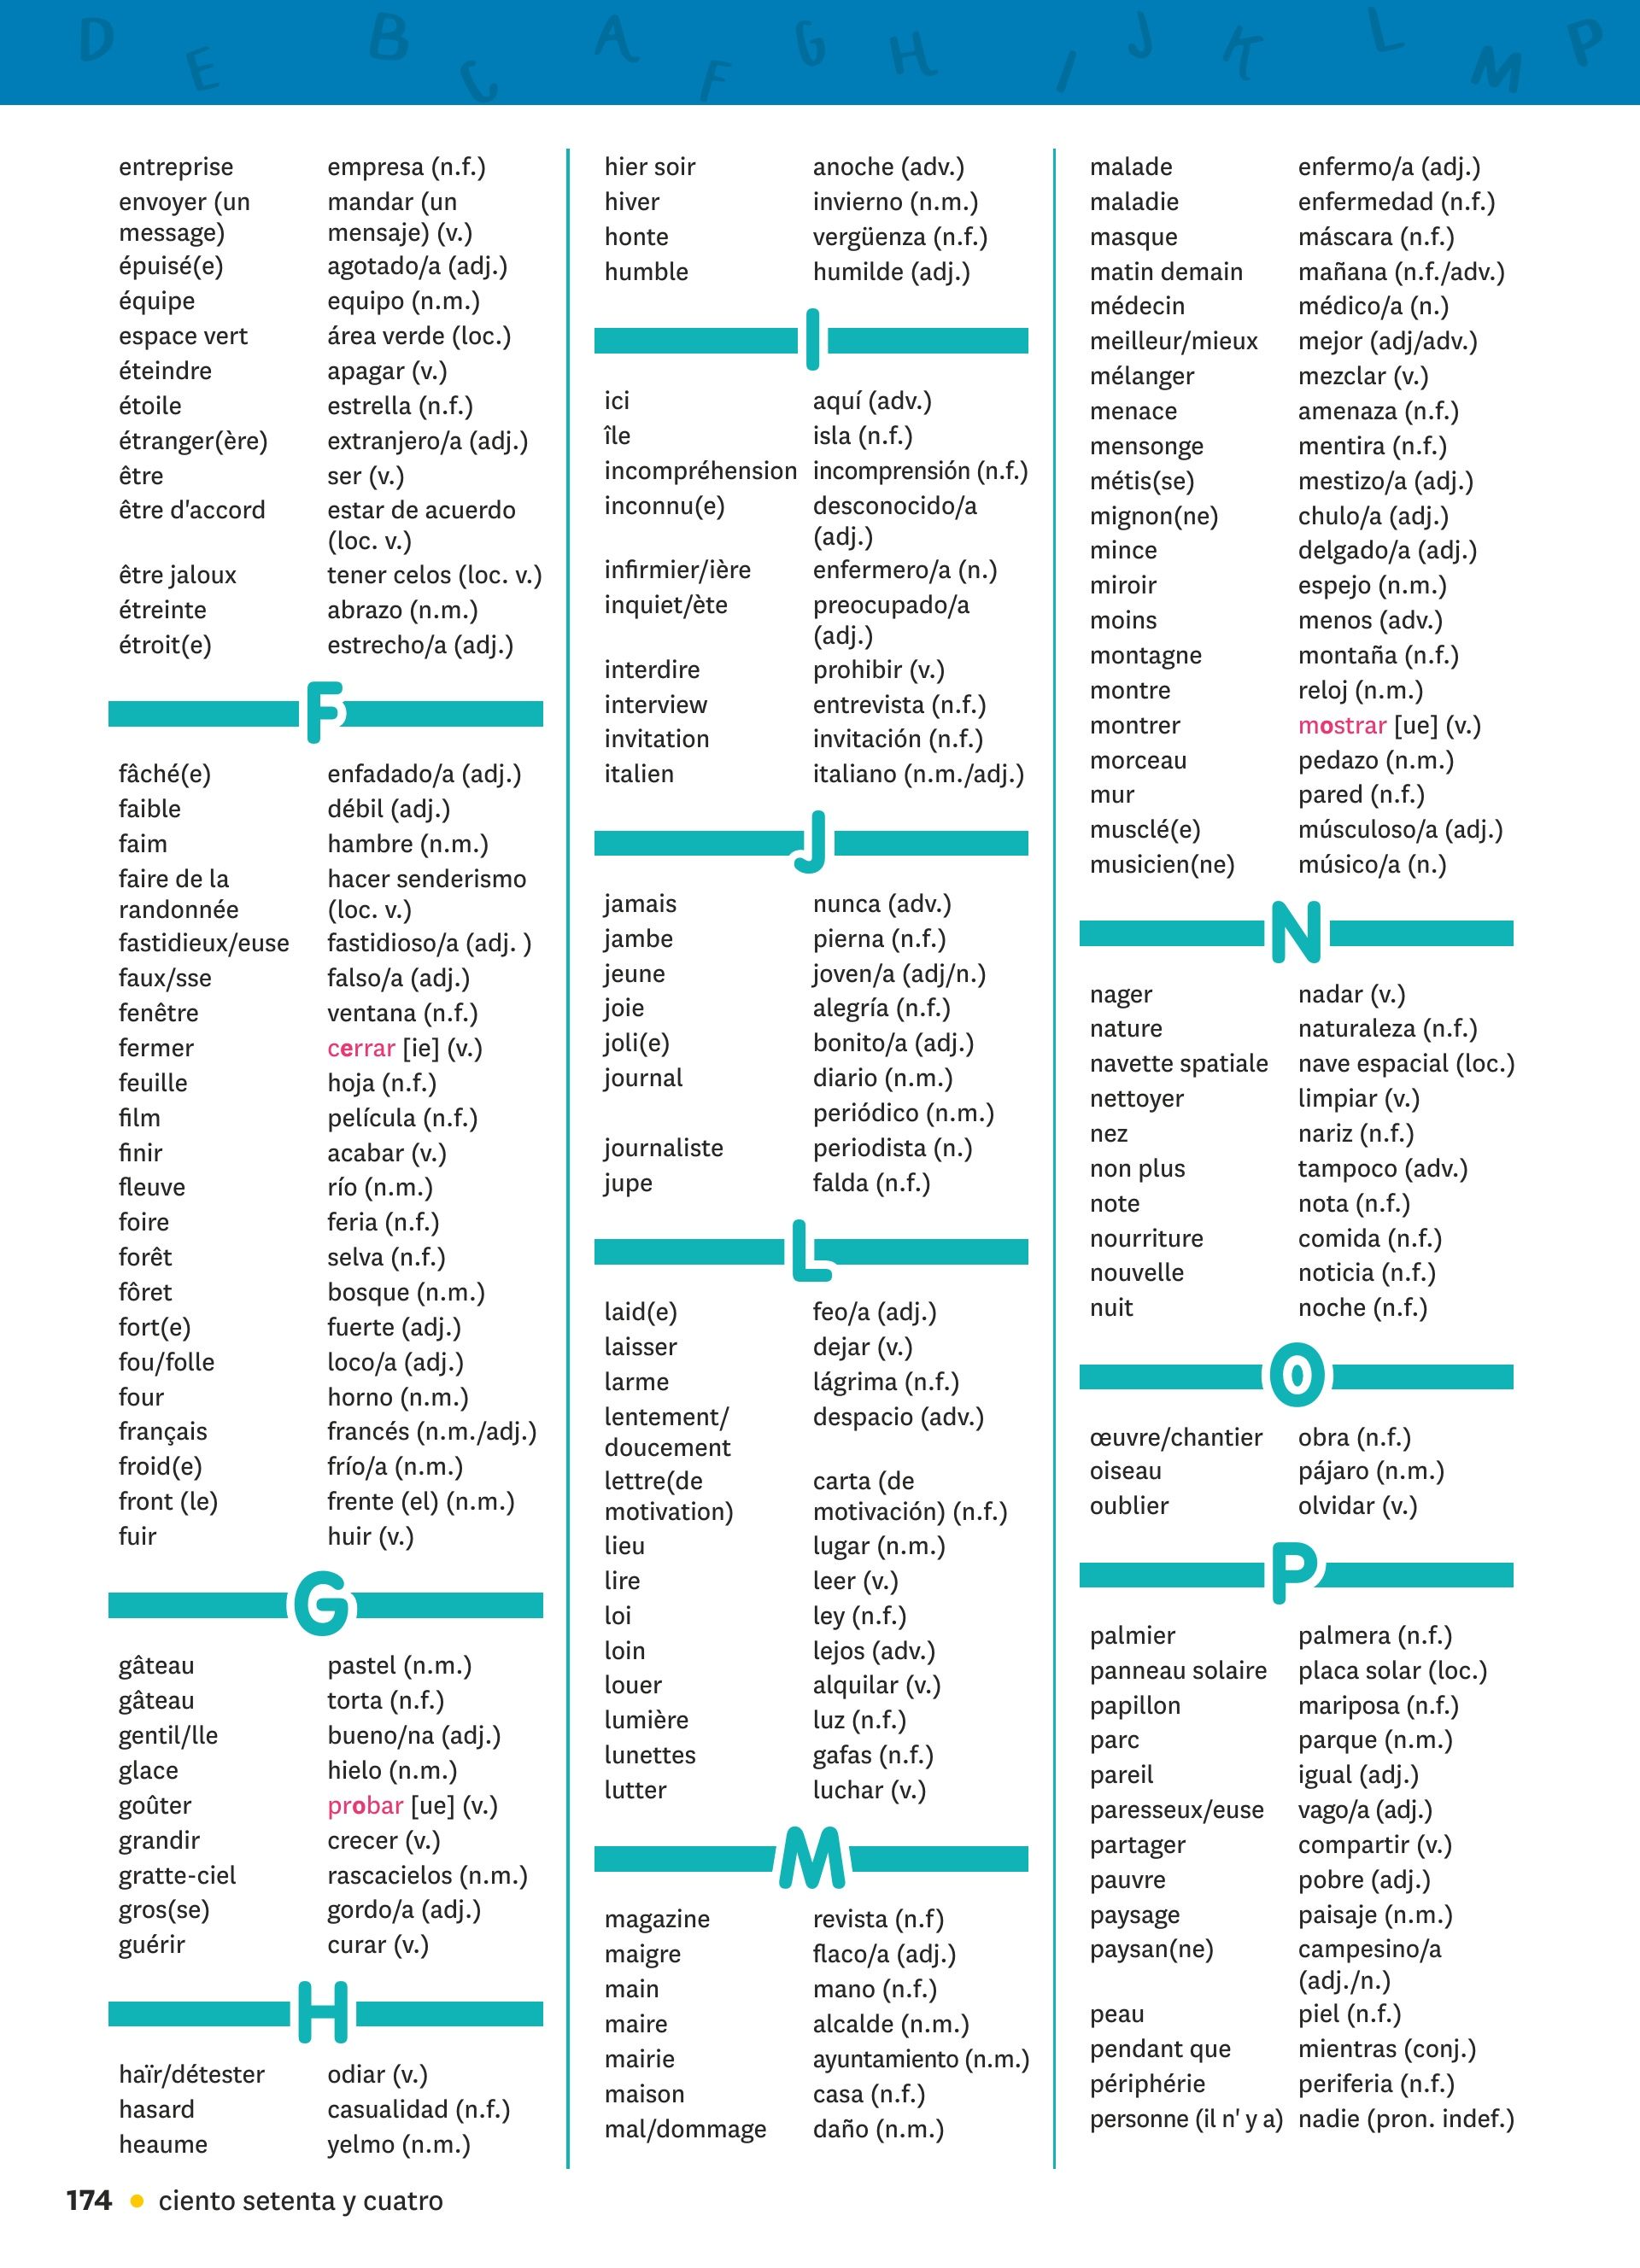 D E B C A F G H I J K L M P
entreprise empresa (n.f.)
envoyer (un mandar (un
message) mensaje) (v.)
épuisé(e) agotado/a (adj.)
équipe equipo (n.m.)
espace vert área verde (loc.)
éteindre apagar (v.)
étoile estrella (n.f.)
étranger(ère) extranjero/a (adj.)
être ser (v.)
être d'accord estar de acuerdo
(loc. v.)
être jaloux tener celos (loc. v.)
étreinte abrazo (n.m.)
étroit(e) estrecho/a (adj.)
F
fâché(e) enfadado/a (adj.)
faible débil (adj.)
faim hambre (n.m.)
faire de la hacer senderismo
randonnée (loc. v.)
fastidieux/euse fastidioso/a (adj. )
faux/sse falso/a (adj.)
fenêtre ventana (n.f.)
fermer cerrar [ie] (v.)
feuille hoja (n.f.)
film película (n.f.)
finir acabar (v.)
fleuve río (n.m.)
foire feria (n.f.)
forêt selva (n.f.)
fôret bosque (n.m.)
fort(e) fuerte (adj.)
fou/folle loco/a (adj.)
four horno (n.m.)
français francés (n.m./adj.)
froid(e) frío/a (n.m.)
front (le) frente (el) (n.m.)
fuir huir (v.)
G
gâteau pastel (n.m.)
gâteau torta (n.f.)
gentil/lle bueno/na (adj.)
glace hielo (n.m.)
goûter probar [ue] (v.)
grandir crecer (v.)
gratte-ciel rascacielos (n.m.)
gros(se) gordo/a (adj.)
guérir curar (v.)
H
haïr/détester odiar (v.)
hasard casualidad (n.f.)
heaume yelmo (n.m.)
hier soir anoche (adv.)
hiver invierno (n.m.)
honte vergüenza (n.f.)
humble humilde (adj.)
I
ici aquí (adv.)
île isla (n.f.)
incompréhension incomprensión (n.f.)
inconnu(e) desconocido/a
(adj.)
infirmier/ière enfermero/a (n.)
inquiet/ète preocupado/a
(adj.)
interdire prohibir (v.)
interview entrevista (n.f.)
invitation invitación (n.f.)
italien italiano (n.m./adj.)
J
jamais nunca (adv.)
jambe pierna (n.f.)
jeune joven/a (adj/n.)
joie alegría (n.f.)
joli(e) bonito/a (adj.)
journal diario (n.m.)
periódico (n.m.)
journaliste periodista (n.)
jupe falda (n.f.)
L
laid(e) feo/a (adj.)
laisser dejar (v.)
larme lágrima (n.f.)
lentement/ despacio (adv.)
doucement
lettre(de carta (de
motivation) motivación) (n.f.)
lieu lugar (n.m.)
lire leer (v.)
loi ley (n.f.)
loin lejos (adv.)
louer alquilar (v.)
lumière luz (n.f.)
lunettes gafas (n.f.)
lutter luchar (v.)
M
magazine revista (n.f)
maigre flaco/a (adj.)
main mano (n.f.)
maire alcalde (n.m.)
mairie ayuntamiento (n.m.)
maison casa (n.f.)
mal/dommage daño (n.m.)
malade enfermo/a (adj.)
maladie enfermedad (n.f.)
masque máscara (n.f.)
matin demain mañana (n.f./adv.)
médecin médico/a (n.)
meilleur/mieux mejor (adj/adv.)
mélanger mezclar (v.)
menace amenaza (n.f.)
mensonge mentira (n.f.)
métis(se) mestizo/a (adj.)
mignon(ne) chulo/a (adj.)
mince delgado/a (adj.)
miroir espejo (n.m.)
moins menos (adv.)
montagne montaña (n.f.)
montre reloj (n.m.)
montrer mostrar [ue] (v.)
morceau pedazo (n.m.)
mur pared (n.f.)
musclé(e) músculoso/a (adj.)
musicien(ne) músico/a (n.)
N
nager nadar (v.)
nature naturaleza (n.f.)
navette spatiale nave espacial (loc.)
nettoyer limpiar (v.)
nez nariz (n.f.)
non plus tampoco (adv.)
note nota (n.f.)
nourriture comida (n.f.)
nouvelle noticia (n.f.)
nuit noche (n.f.)
O
œuvre/chantier obra (n.f.)
oiseau pájaro (n.m.)
oublier olvidar (v.)
P
palmier palmera (n.f.)
panneau solaire placa solar (loc.)
papillon mariposa (n.f.)
parc parque (n.m.)
pareil igual (adj.)
paresseux/euse vago/a (adj.)
partager compartir (v.)
pauvre pobre (adj.)
paysage paisaje (n.m.)
paysan(ne) campesino/a
(adj./n.)
peau piel (n.f.)
pendant que mientras (conj.)
périphérie periferia (n.f.)
personne (il n' y a) nadie (pron. indef.)
174 • ciento setenta y cuatro